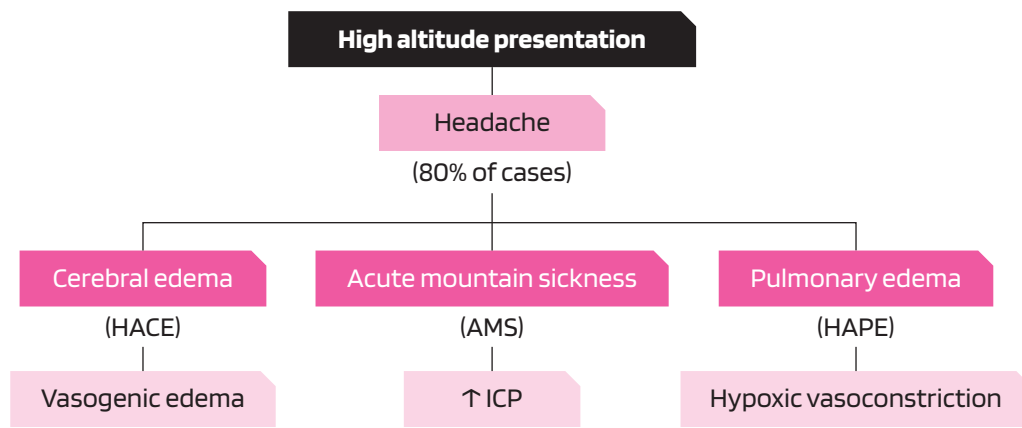 High altitude presentation
Headache
(80% of cases)
Cerebral edema
Acute mountain sickness
Pulmonary edema
(HACE)
(AMS)
(HAPE)
Vasogenic edema
↑ ICP
Hypoxic vasoconstriction